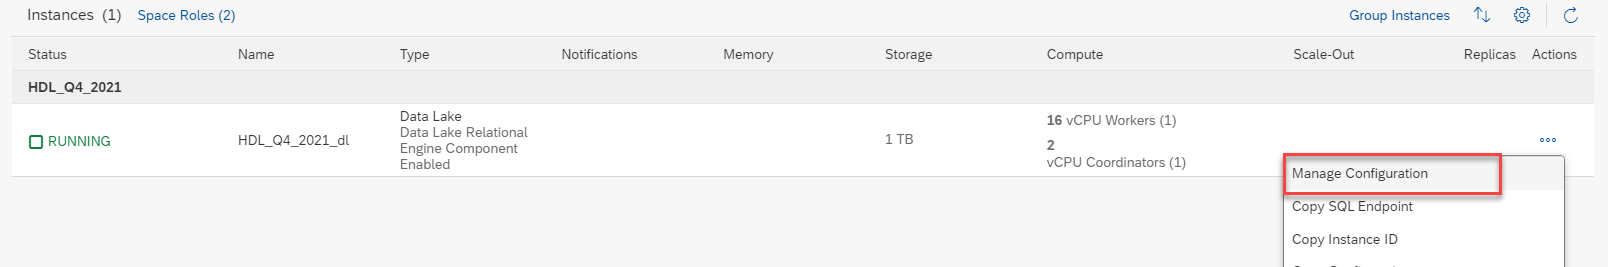 Instances (1) Space Roles (2) Group Instances
Status Name Type Notifications Memory Storage Compute Scale-Out Replicas Actions
HDL_Q4_2021
RUNNING HDL_Q4_2021_dl
Data Lake
Data Lake Relational
Engine Component
Enabled
1 TB
16 vCPU Workers (1)
2
vCPU Coordinators (1)
Manage Configuration
Copy SQL Endpoint
Copy Instance ID